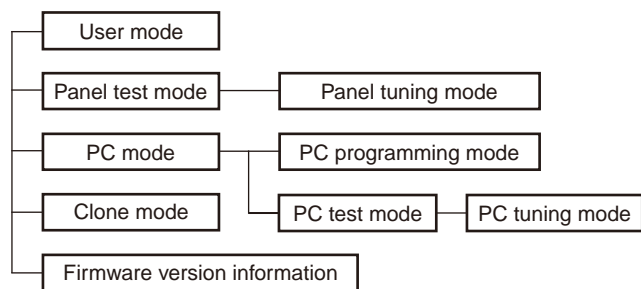 User mode
Panel test mode
Panel tuning mode
PC mode
PC programming mode
Clone mode
PC test mode
PC tuning mode
Firmware version information